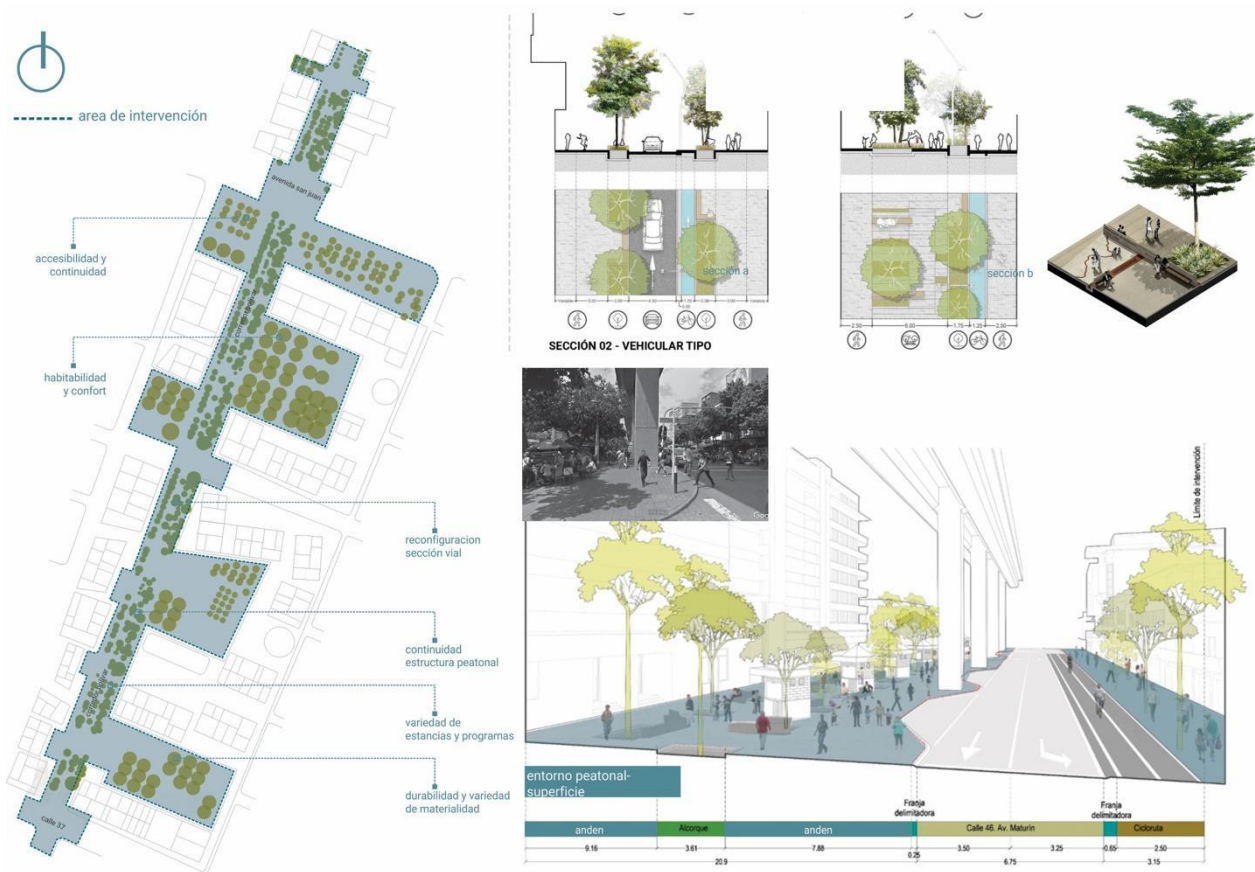 area de intervención
avenida san juan
accesibilidad y
continuidad
habitabilidad
y confort
reconfiguracion
sección vial
continuidad
estructura peatonal
variedad de
estancias y programas
durabilidad y variedad
de materialidad
calle 37
sección a
SECCIÓN 02 - VEHICULAR TIPO
sección b
2.50
6.00
1.75
1.25
2.50
Límite de intervención
entorno peatonal-
superficie
Franja
delimitadora
Franja
delimitadora
anden
Alcorque
anden
Calle 46. Av. Maturín
Cicloruta
3.61
7.88
0.25
3.50
3.25
0.65
2.50
20.9
6.75
3.15